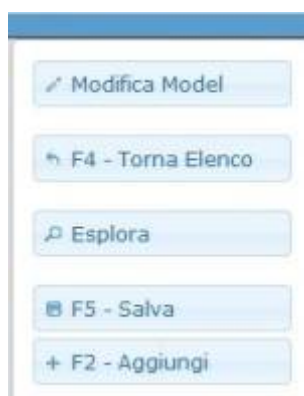 Modifica Model
F4 - Torna Elenco
Esplora
F5 - Salva
F2 - Aggiungi